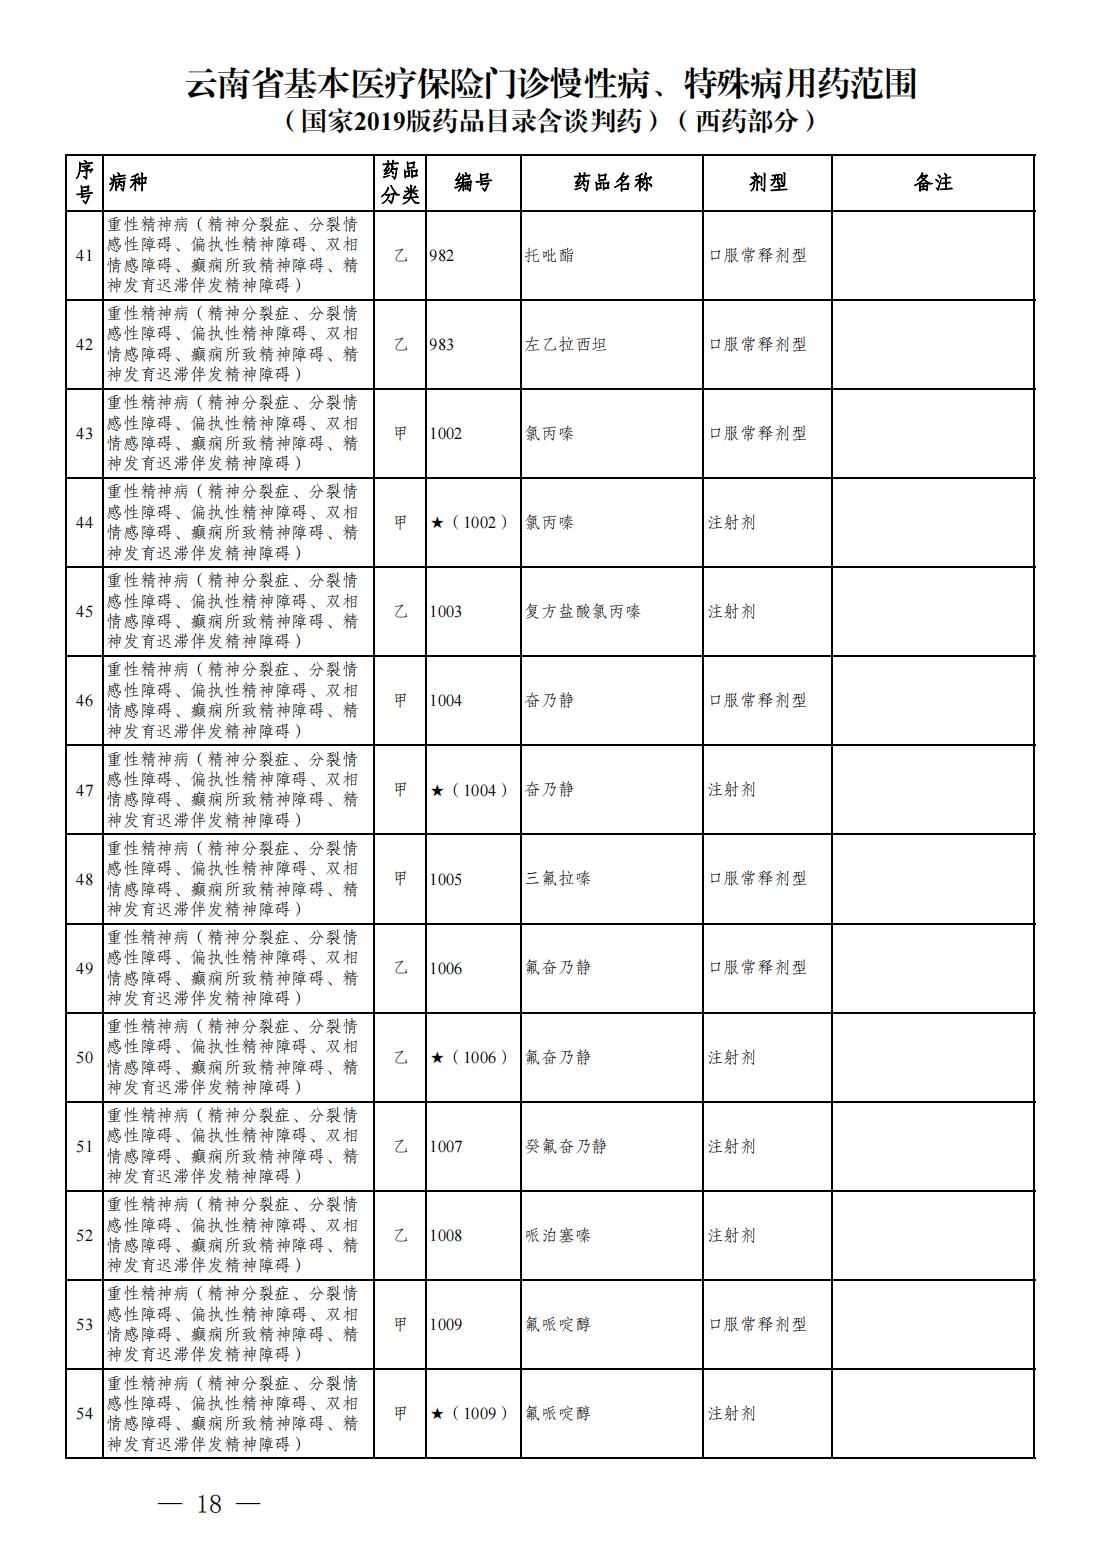 云南省基本医疗保险门诊慢性病、特殊病用药范围
（国家2019版药品目录含谈判药）（西药部分）
序号 病种 药品分类 编号 药品名称 剂型 备注
重性精神病（精神分裂症、分裂情
感性障碍、偏执性精神障碍、双相
41 乙 982 托吡酯 口服常释剂型
情感障碍、癫痫所致精神障碍、精
神发育迟滞伴发精神障碍）
重性精神病（精神分裂症、分裂情
感性障碍、偏执性精神障碍、双相
42 乙 983 左乙拉西坦 口服常释剂型
情感障碍、癫痫所致精神障碍、精
神发育迟滞伴发精神障碍）
重性精神病（精神分裂症、分裂情
感性障碍、偏执性精神障碍、双相
43 甲 1002 氯丙嗪 口服常释剂型
情感障碍、癫痫所致精神障碍、精
神发育迟滞伴发精神障碍）
重性精神病（精神分裂症、分裂情
感性障碍、偏执性精神障碍、双相
44 甲 ★（1002） 氯丙嗪 注射剂
情感障碍、癫痫所致精神障碍、精
神发育迟滞伴发精神障碍）
重性精神病（精神分裂症、分裂情
感性障碍、偏执性精神障碍、双相
45 乙 1003 复方盐酸氯丙嗪 注射剂
情感障碍、癫痫所致精神障碍、精
神发育迟滞伴发精神障碍）
重性精神病（精神分裂症、分裂情
感性障碍、偏执性精神障碍、双相
46 甲 1004 奋乃静 口服常释剂型
情感障碍、癫痫所致精神障碍、精
神发育迟滞伴发精神障碍）
重性精神病（精神分裂症、分裂情
感性障碍、偏执性精神障碍、双相
47 甲 ★（1004） 奋乃静 注射剂
情感障碍、癫痫所致精神障碍、精
神发育迟滞伴发精神障碍）
重性精神病（精神分裂症、分裂情
感性障碍、偏执性精神障碍、双相
48 甲 1005 三氟拉嗪 口服常释剂型
情感障碍、癫痫所致精神障碍、精
神发育迟滞伴发精神障碍）
重性精神病（精神分裂症、分裂情
感性障碍、偏执性精神障碍、双相
49 乙 1006 氟奋乃静 口服常释剂型
情感障碍、癫痫所致精神障碍、精
神发育迟滞伴发精神障碍）
重性精神病（精神分裂症、分裂情
感性障碍、偏执性精神障碍、双相
50 乙 ★（1006） 氟奋乃静 注射剂
情感障碍、癫痫所致精神障碍、精
神发育迟滞伴发精神障碍）
重性精神病（精神分裂症、分裂情
感性障碍、偏执性精神障碍、双相
51 乙 1007 癸氟奋乃静 注射剂
情感障碍、癫痫所致精神障碍、精
神发育迟滞伴发精神障碍）
重性精神病（精神分裂症、分裂情
感性障碍、偏执性精神障碍、双相
52 乙 1008 哌泊塞嗪 注射剂
情感障碍、癫痫所致精神障碍、精
神发育迟滞伴发精神障碍）
重性精神病（精神分裂症、分裂情
感性障碍、偏执性精神障碍、双相
53 甲 1009 氟哌啶醇 口服常释剂型
情感障碍、癫痫所致精神障碍、精
神发育迟滞伴发精神障碍）
重性精神病（精神分裂症、分裂情
感性障碍、偏执性精神障碍、双相
54 甲 ★（1009） 氟哌啶醇 注射剂
情感障碍、癫痫所致精神障碍、精
神发育迟滞伴发精神障碍）
— 18 —